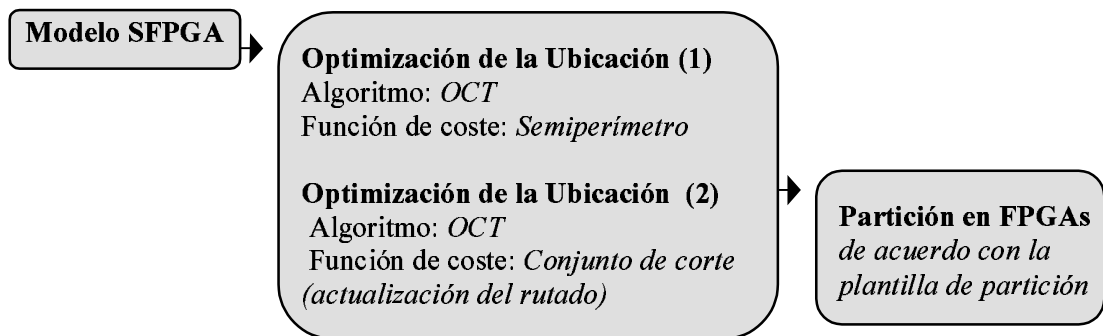 Modelo SFPGA
Optimización de la Ubicación (1)
Algoritmo: OCT
Función de coste: Semiperímetro
Optimización de la Ubicación (2)
Algoritmo: OCT
Función de coste: Conjunto de corte
(actualización del rutado)
Partición en FPGAs
de acuerdo con la
plantilla de partición